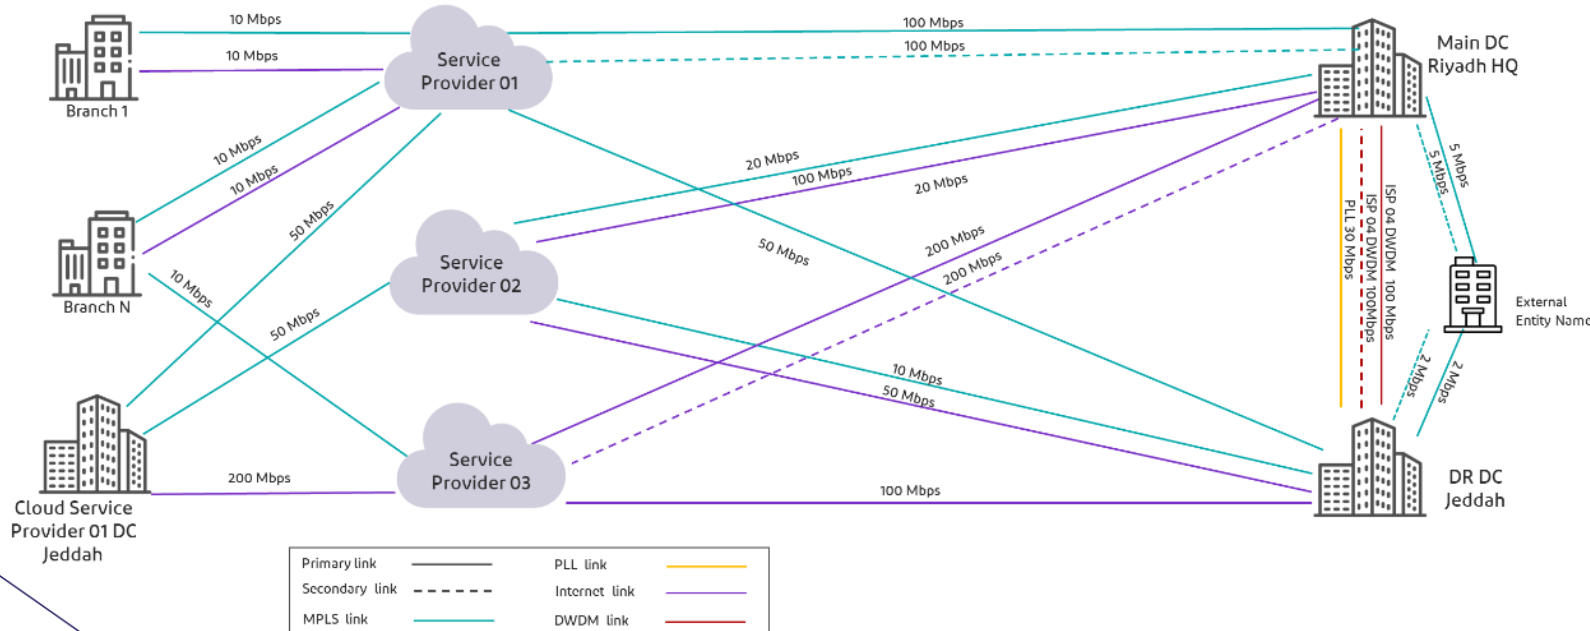 10 Mbps
100 Mbps
Service
Provider 01
100 Mbps
Main DC
Riyadh HQ
10 Mbps
Branch 1
10 Mbps
10 Mbps
20 Mbps
100 Mbps
20 Mbps
5 Mbps
5 Mbps
50 Mbps
ISP 04 DWDM 100 Mbps
ISP 04 DWDM 100Mbps
PLL 30 Mbps
200 Mbps
200 Mbps
50 Mbps
Service
Provider 02
10 Mbps
Branch N
External
Entity Name
50 Mbps
10 Mbps
50 Mbps
2 Mbps
2 Mbps
Service
Provider 03
200 Mbps
100 Mbps
DR DC
Jeddah
Cloud Service
Provider 01 DC
Jeddah
Primary link
PLL link
Secondary link
Internet link
MPLS link
DWDM link